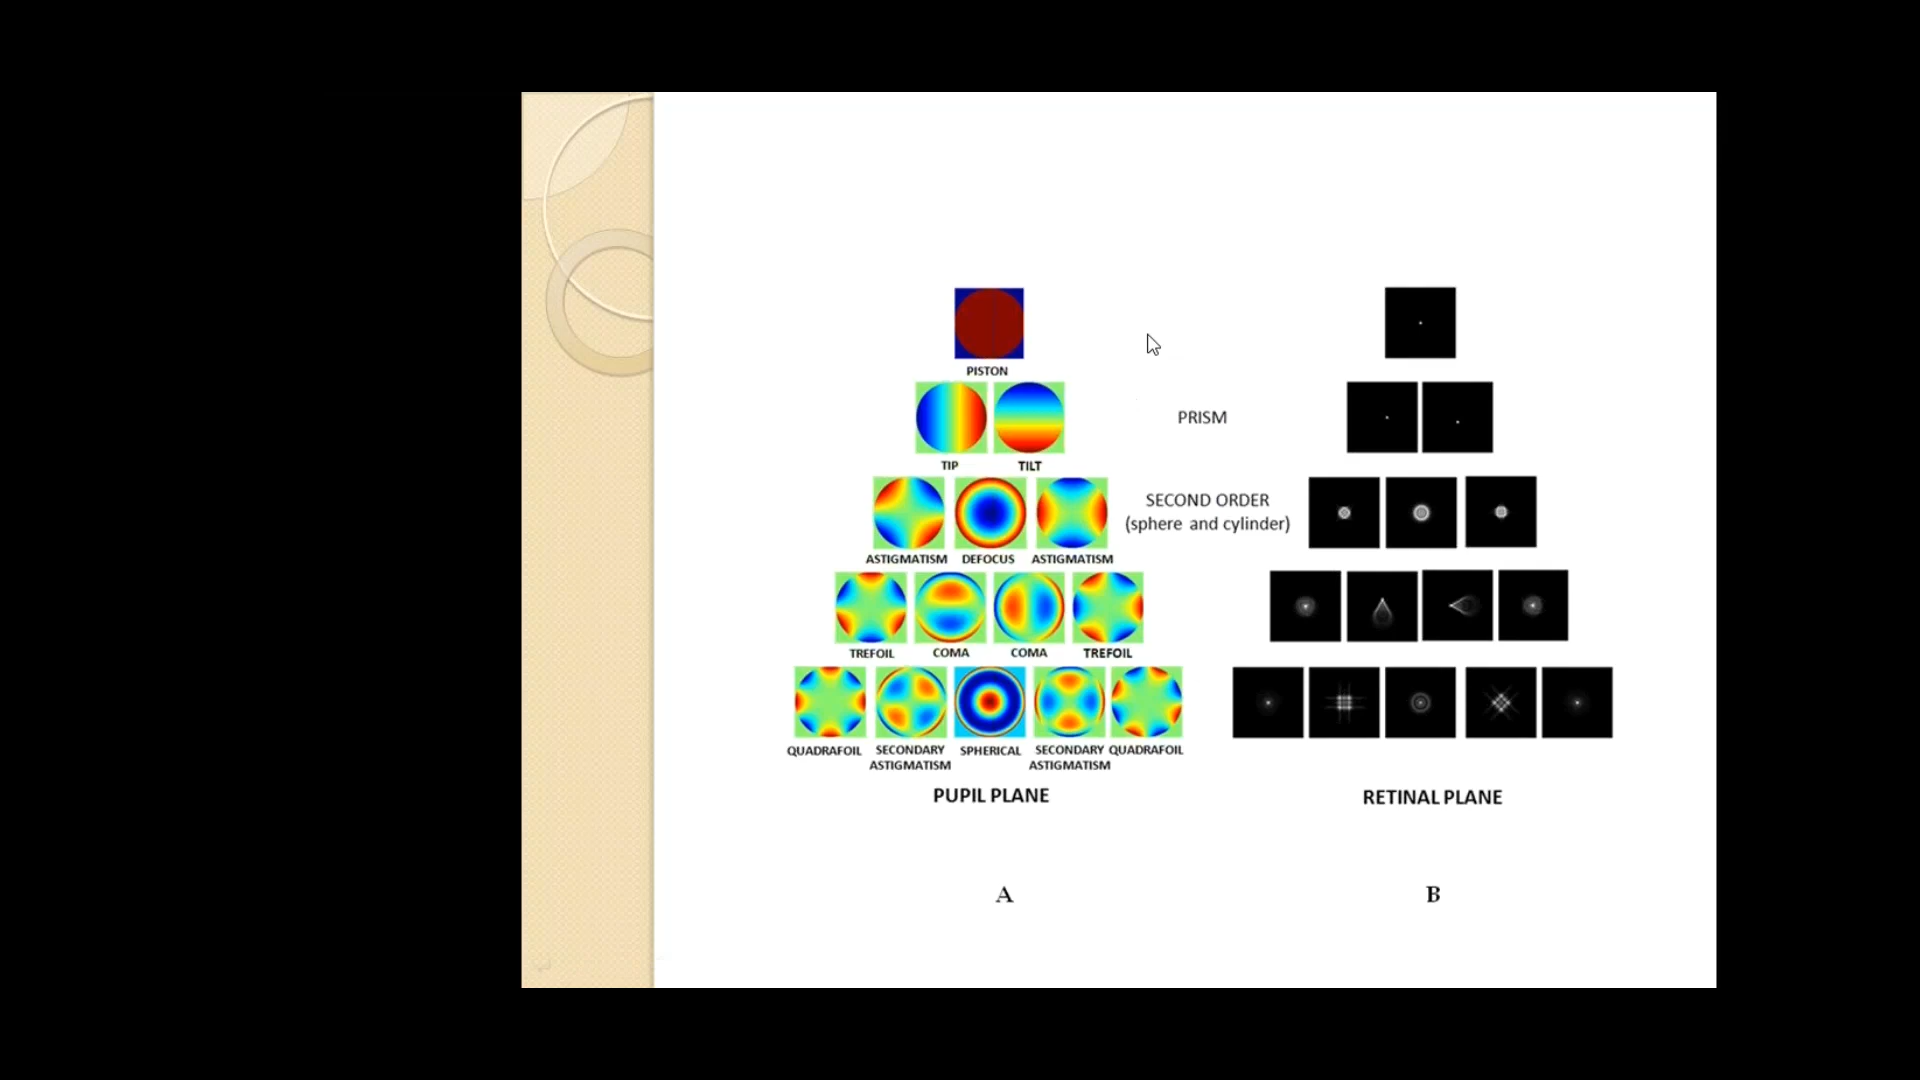 PISTON
PRISM
TIP TILT
SECOND ORDER
(sphere and cylinder)
ASTIGMATISM DEFOCUS ASTIGMATISM
TREFOIL COMA COMA TREFOIL
QUADRAFOIL SECONDARY ASTIGMATISM SPHERICAL SECONDARY ASTIGMATISM QUADRAFOIL
PUPIL PLANE
RETINAL PLANE
A
B